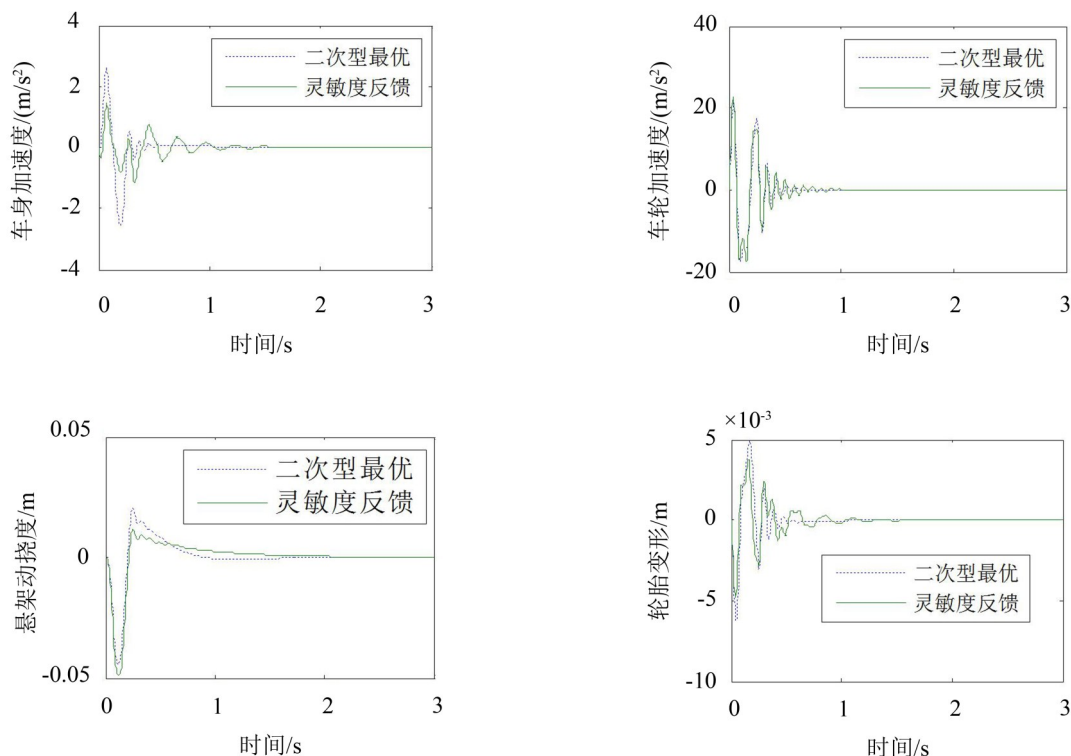 4
2
0
-2
-4
车身加速度/(m/s²)
二次型最优
灵敏度反馈
0 1 2 3
时间/s
40
20
0
-20
车轮加速度/(m/s²)
二次型最优
灵敏度反馈
0 1 2 3
时间/s
0.05
0
-0.05
悬架动挠度/m
二次型最优
灵敏度反馈
0 1 2 3
时间/s
×10⁻³
5
0
-5
-10
轮胎变形/m
二次型最优
灵敏度反馈
0 1 2 3
时间/s